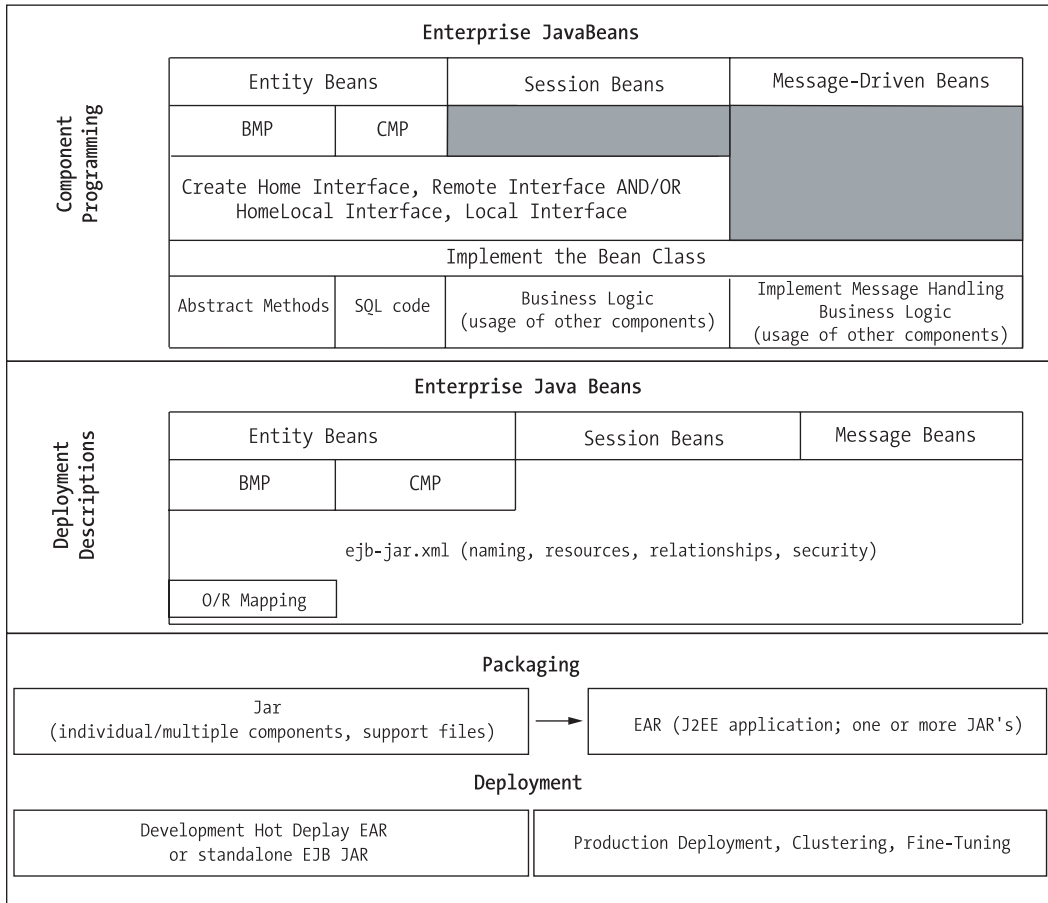 Enterprise JavaBeans
Component
Programming
Entity Beans
Session Beans
Message-Driven Beans
BMP
CMP
Create Home Interface, Remote Interface AND/OR
HomeLocal Interface, Local Interface
Implement the Bean Class
Abstract Methods
SQL code
Business Logic
(usage of other components)
Implement Message Handling
Business Logic
(usage of other components)
Enterprise Java Beans
Deployment
Descriptions
Entity Beans
Session Beans
Message Beans
BMP
CMP
ejb-jar.xml (naming, resources, relationships, security)
O/R Mapping
Packaging
Jar
(individual/multiple components, support files)
EAR (J2EE application; one or more JAR's)
Deployment
Development Hot Deplay EAR
or standalone EJB JAR
Production Deployment, Clustering, Fine-Tuning